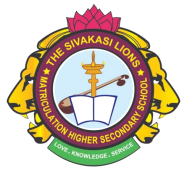 THE SIVAKASI LIONS
MATRICULATION HIGHER SECONDARY SCHOOL
LOVE . KNOWLEDGE . SERVICE